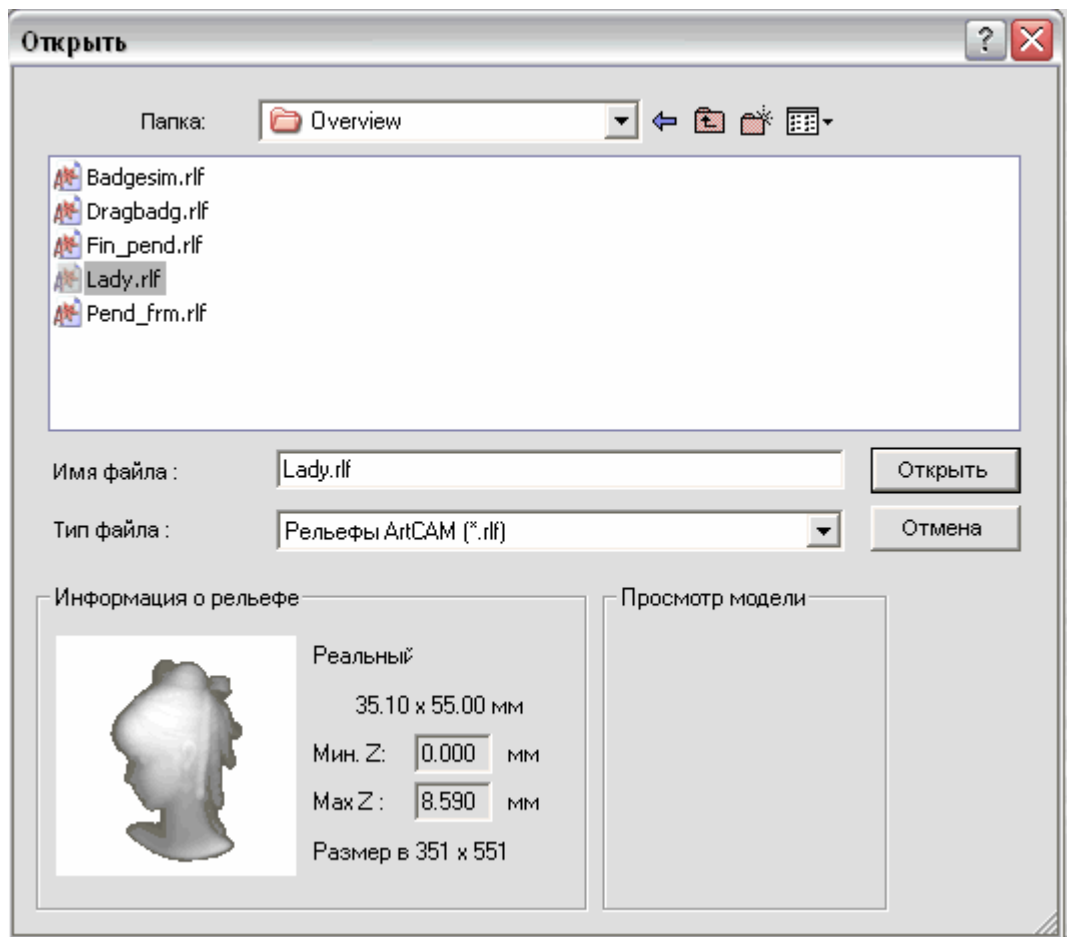 Открыть
Папка: Overview
Badgesim.rlf
Dragbadg.rlf
Fin_pend.rlf
Lady.rlf
Pend_frm.rlf
Имя файла : Lady.rlf Открыть
Тип файла : Рельефы ArtCAM (*.rlf) Отмена
Информация о рельефе Просмотр модели
Реальный
35.10 x 55.00 мм
Мин. Z: 0.000 мм
Max Z : 8.590 мм
Размер в 351 x 551